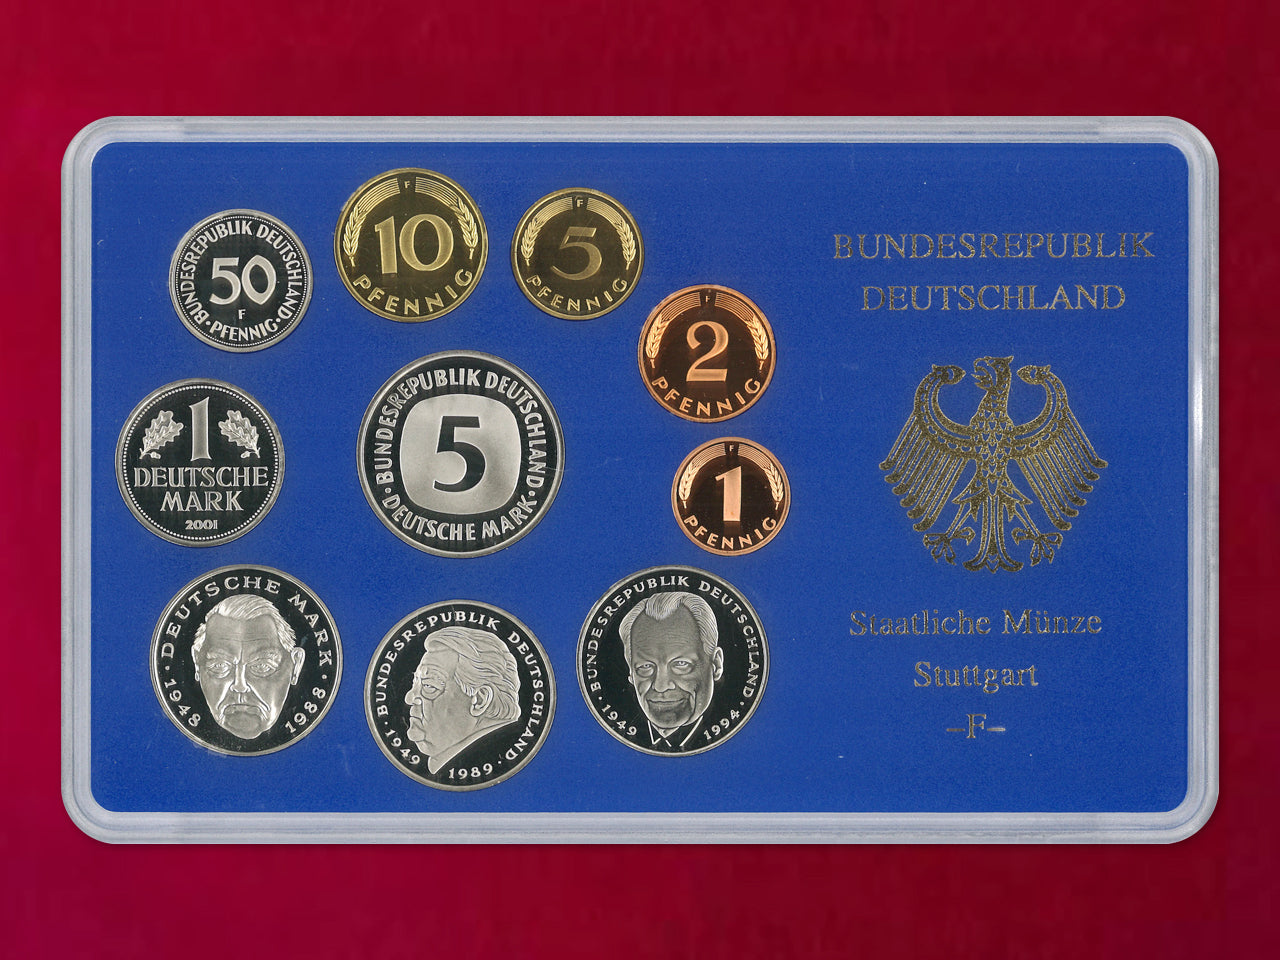 BUNDESREPUBLIK DEUTSCHLAND
50
F
· PFENNIG ·
F
10
PFENNIG
F
5
PFENNIG
F
2
PFENNIG
F
1
PFENNIG
1
DEUTSCHE
MARK
2001
· BUNDESREPUBLIK DEUTSCHLAND ·
5
DEUTSCHE MARK
· DEUTSCHE MARK ·
1948 1988
· BUNDESREPUBLIK DEUTSCHLAND ·
1949 1989
· BUNDESREPUBLIK DEUTSCHLAND ·
1949 1994
BUNDESREPUBLIK
DEUTSCHLAND
Staatliche Münze
Stuttgart
–F–